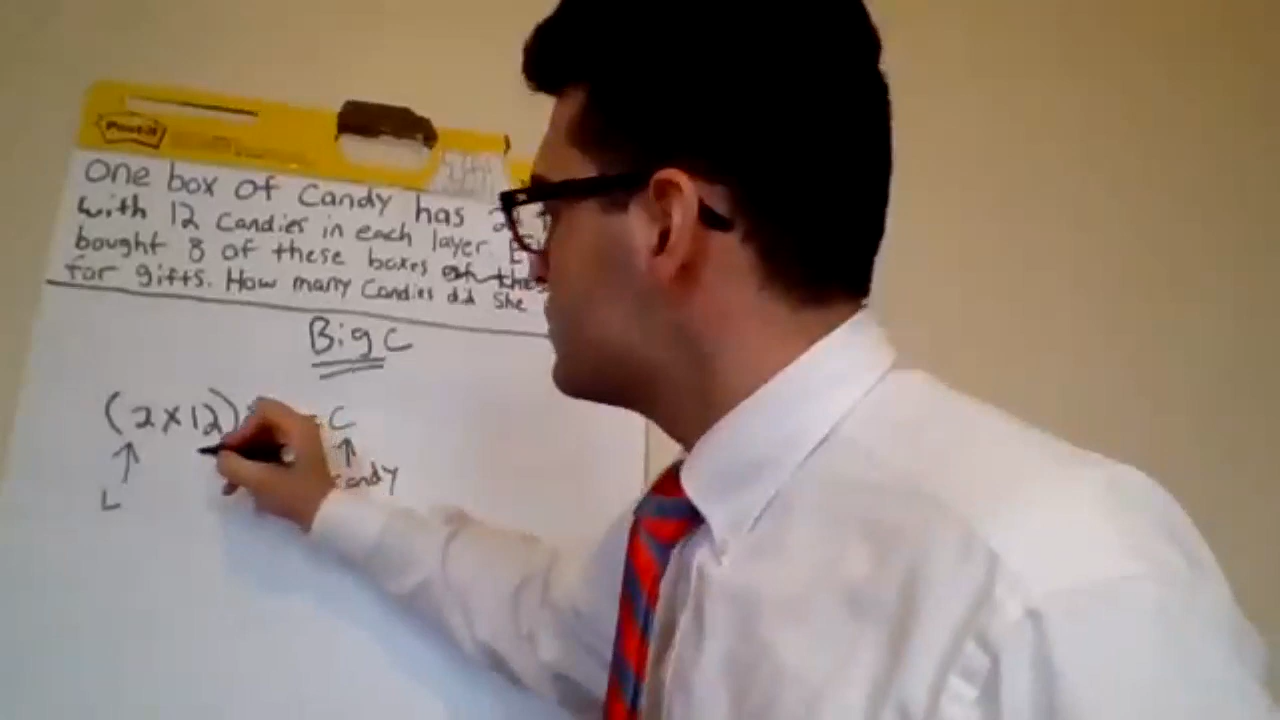 Post-it
One box of Candy has 2
with 12 Candies in each layer.
bought 8 of these boxes
for gifts. How many Candies did She
Big C
(2x12) C
L Candy